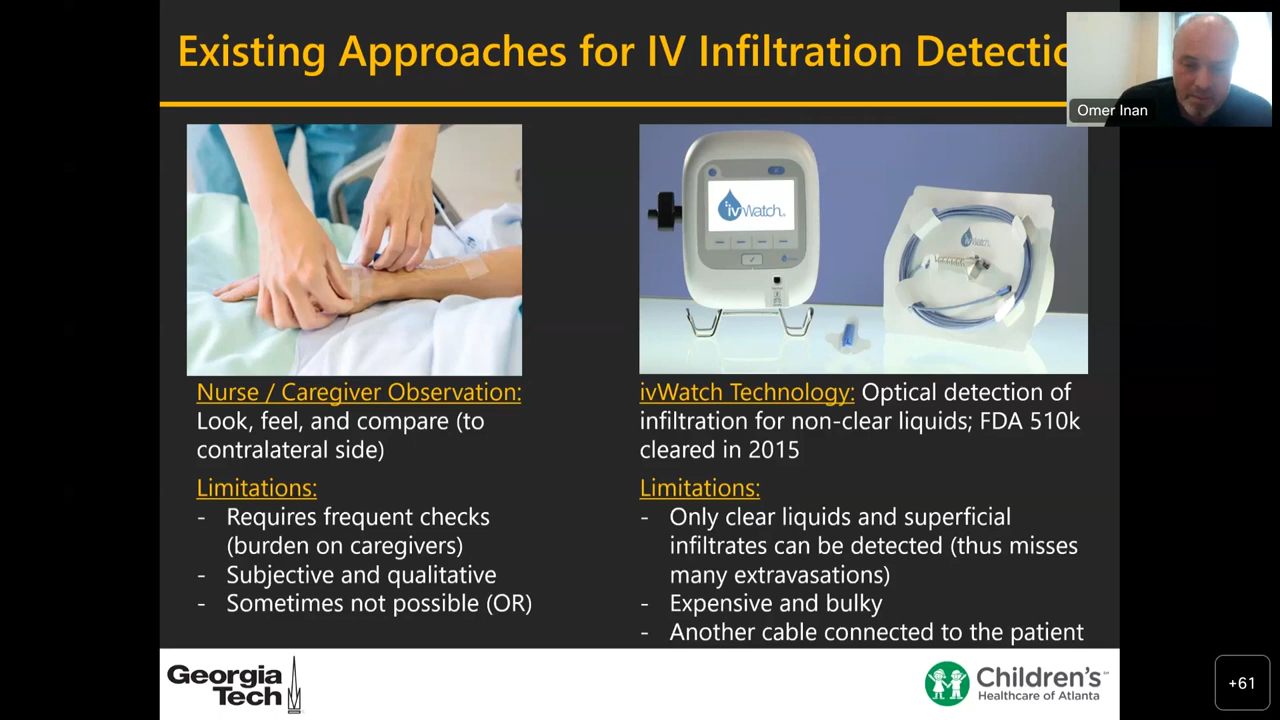 Existing Approaches for IV Infiltration Detectio
Omer Inan
ivWatch
ivWatch
Nurse / Caregiver Observation:
Look, feel, and compare (to
contralateral side)
Limitations:
- Requires frequent checks
(burden on caregivers)
- Subjective and qualitative
- Sometimes not possible (OR)
ivWatch Technology: Optical detection of
infiltration for non-clear liquids; FDA 510k
cleared in 2015
Limitations:
- Only clear liquids and superficial
infiltrates can be detected (thus misses
many extravasations)
- Expensive and bulky
- Another cable connected to the patient
Georgia
Tech
Children's
Healthcare of Atlanta
+61